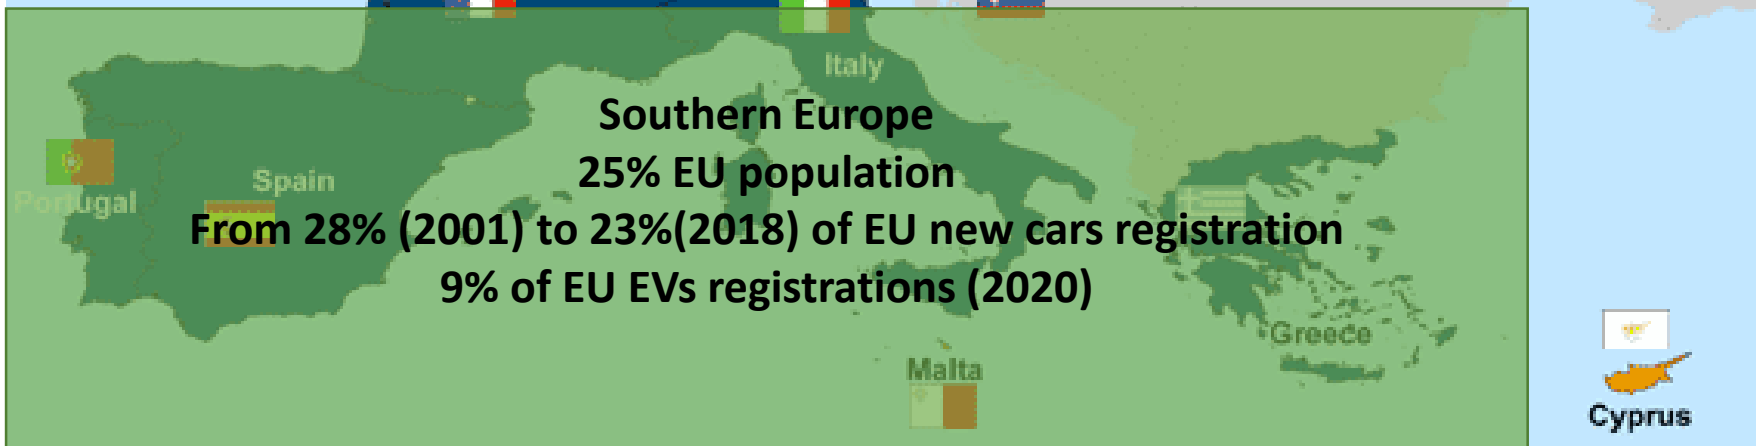 Italy
Southern Europe
25% EU population
Spain
Portugal
From 28% (2001) to 23%(2018) of EU new cars registration
9% of EU EVs registrations (2020)
Greece
Malta
Cyprus